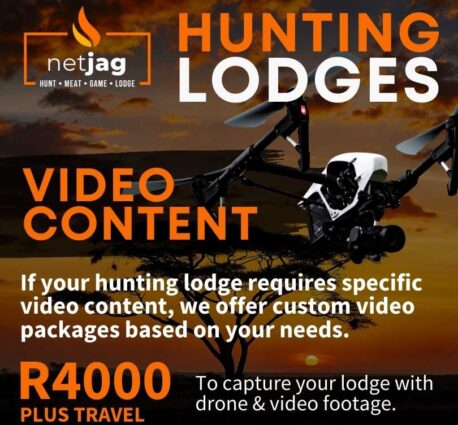 HUNTING
LODGES
netjag
HUNT • MEAT • GAME • LODGE
VIDEO
CONTENT
If your hunting lodge requires specific
video content, we offer custom video
packages based on your needs.
R4000
PLUS TRAVEL
To capture your lodge with
drone & video footage.